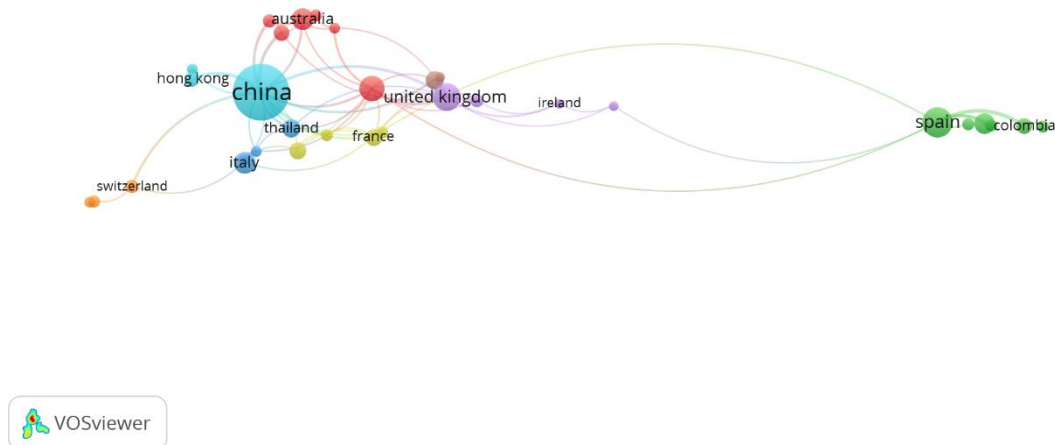 australia
hong kong
china
united kingdom
ireland
thailand
france
spain
colombia
italy
switzerland
VOSviewer